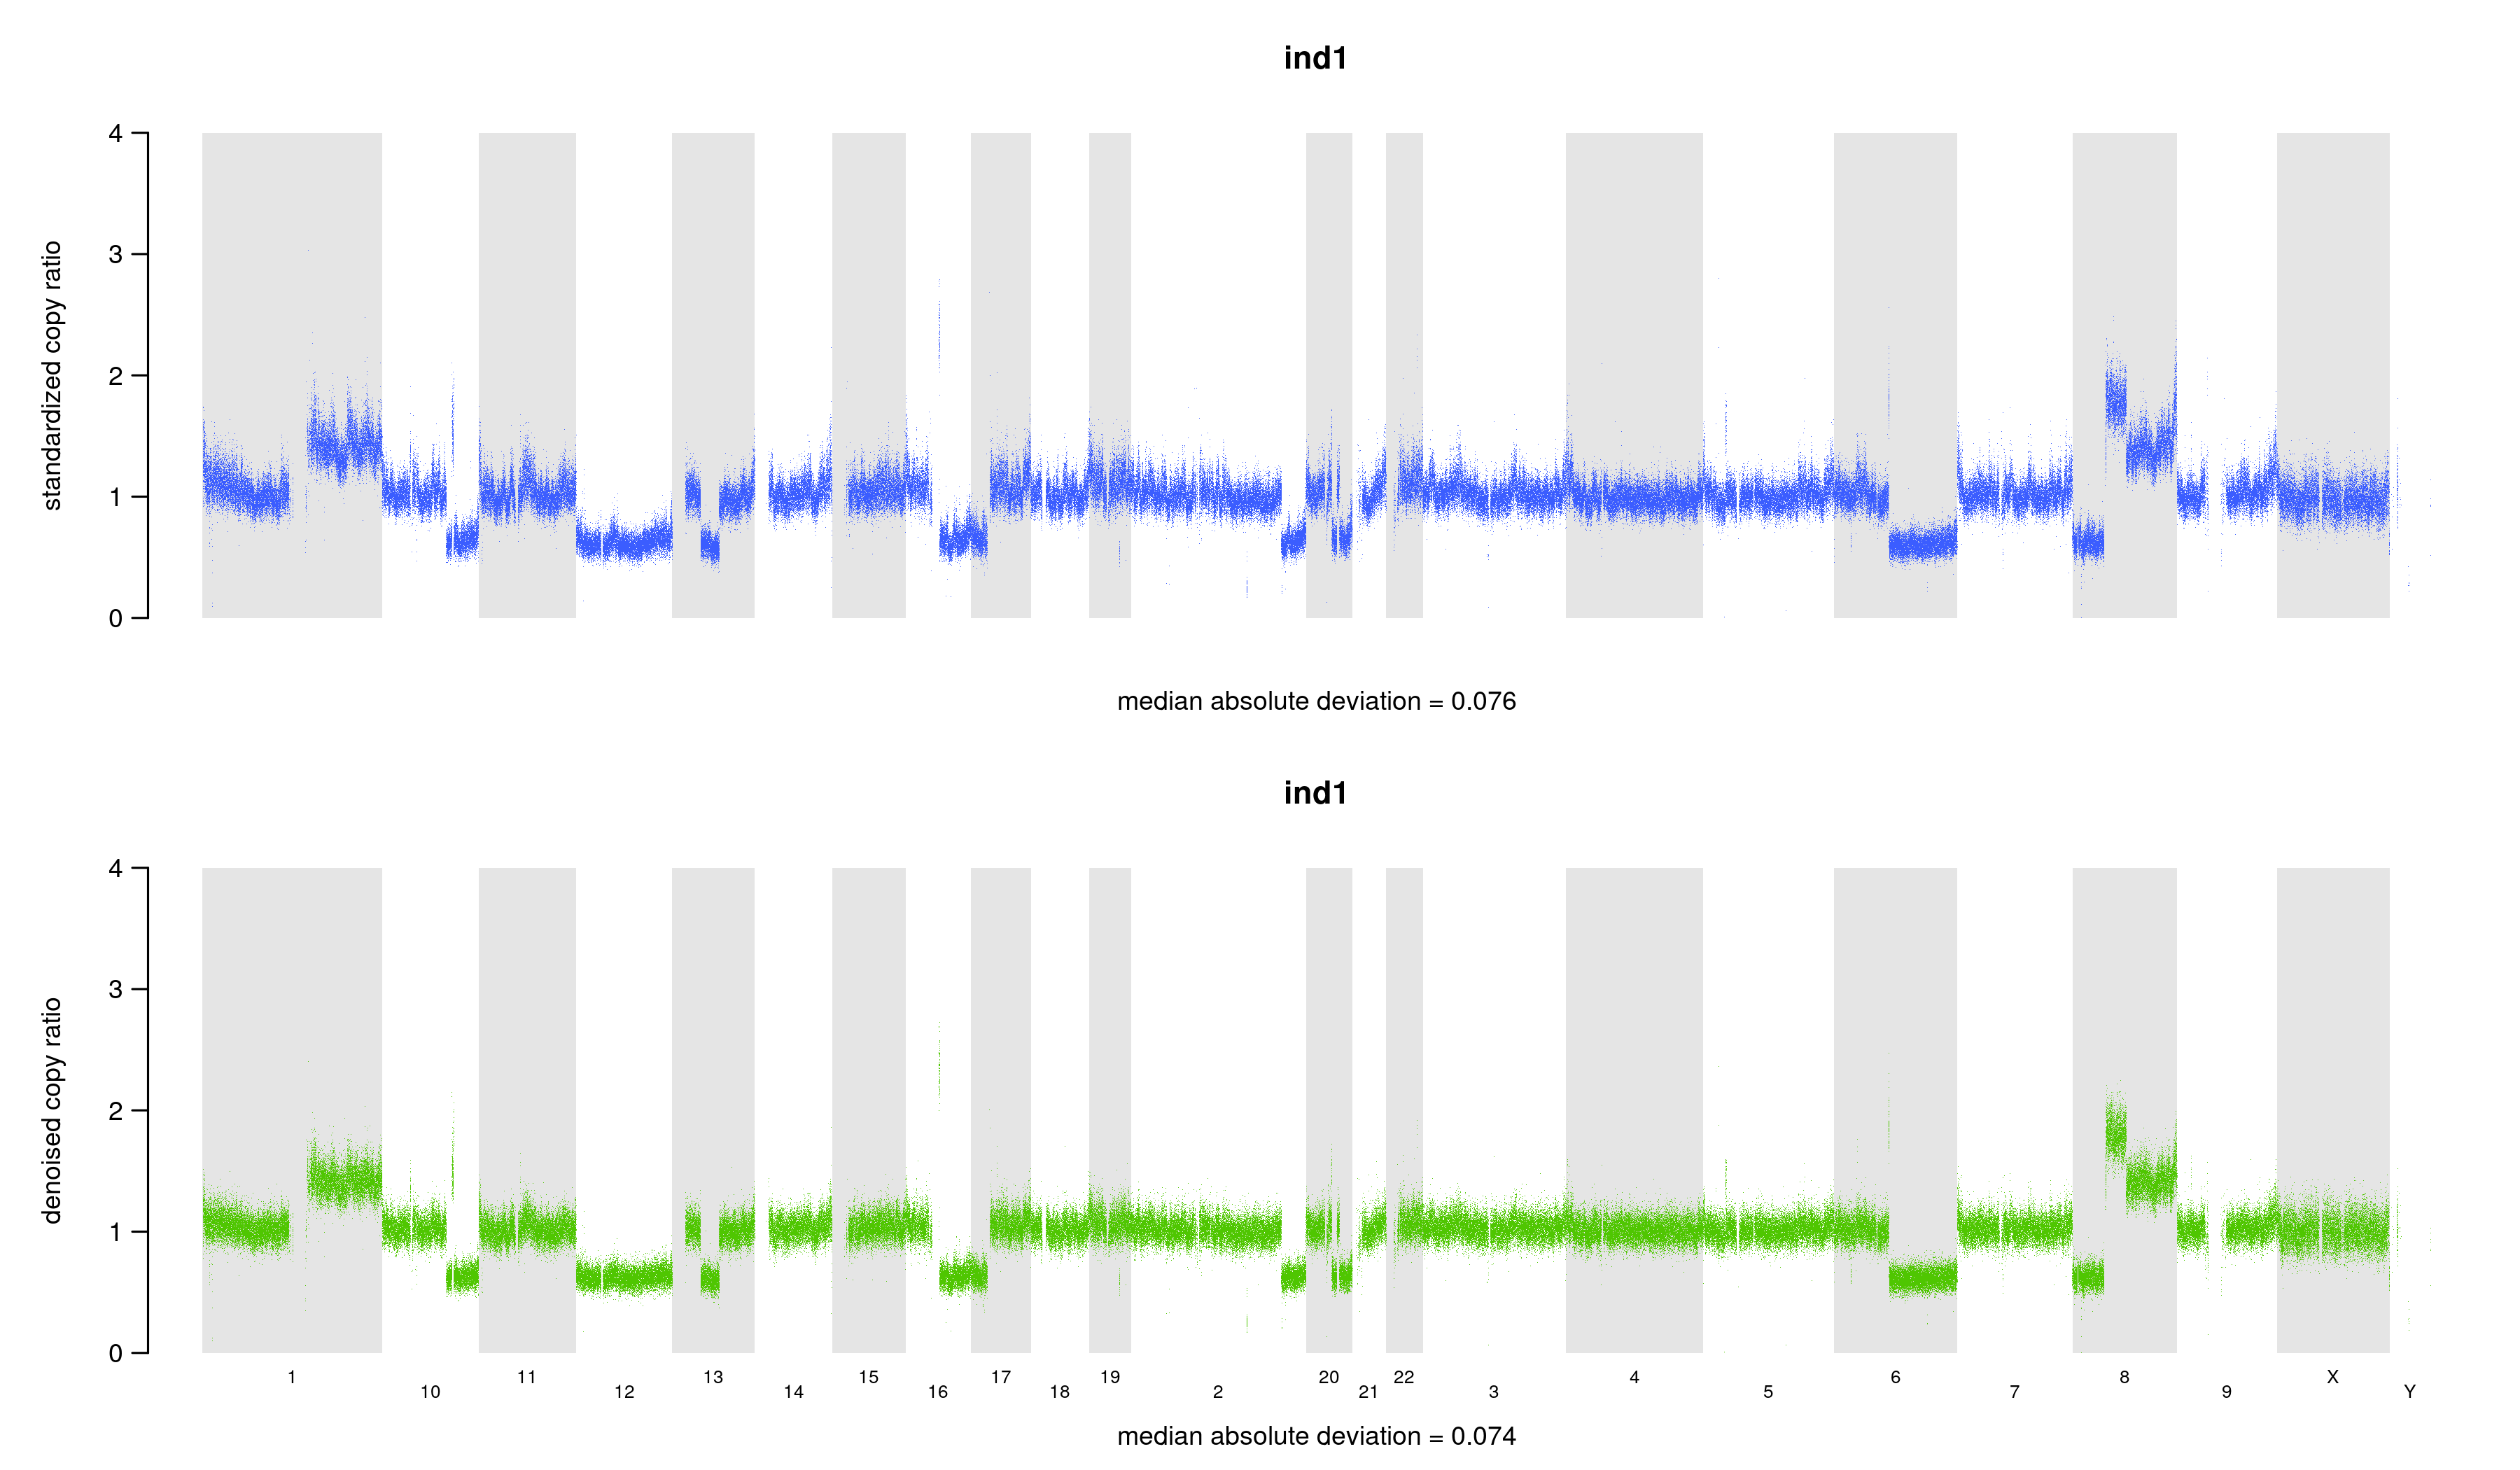 ind1
standardized copy ratio
4
3
2
1
0
median absolute deviation = 0.076
ind1
denoised copy ratio
4
3
2
1
0
1 10 11 12 13 14 15 16 17 18 19 2 20 21 22 3 4 5 6 7 8 9 X Y
median absolute deviation = 0.074